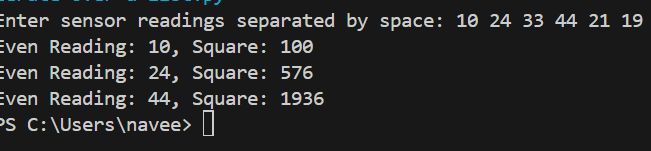 Enter sensor readings separated by space: 10 24 33 44 21 19
Even Reading: 10, Square: 100
Even Reading: 24, Square: 576
Even Reading: 44, Square: 1936
PS C:\Users\navee>